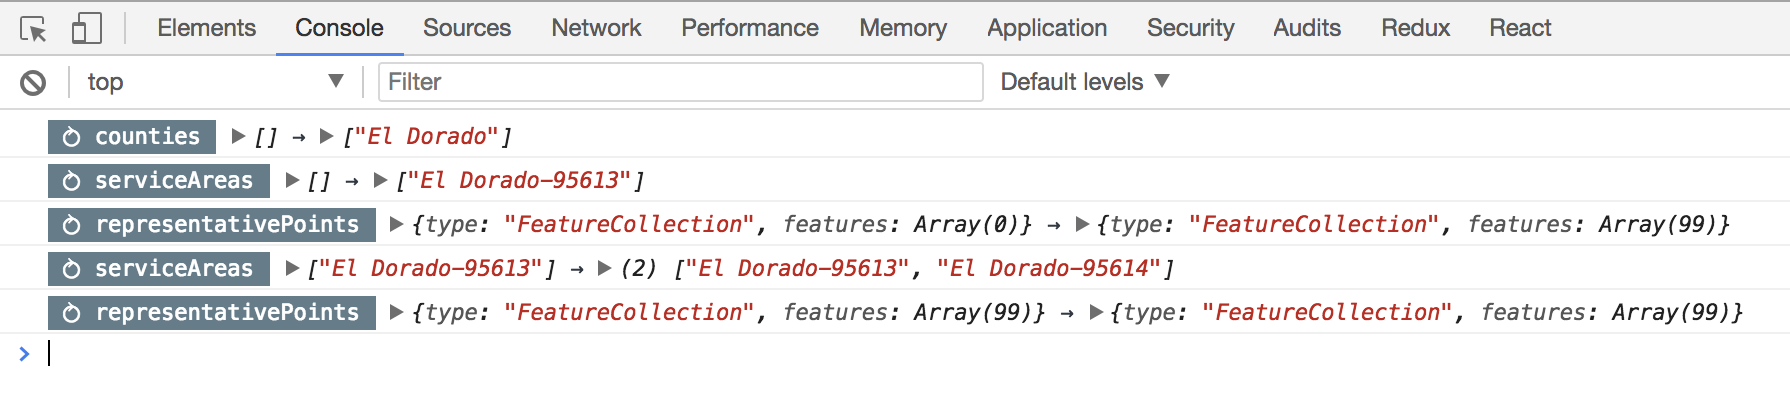 Elements Console Sources Network Performance Memory Application Security Audits Redux React
top ▼ Filter Default levels ▼
counties ▶ [] → ▶ ["El Dorado"]
serviceAreas ▶ [] → ▶ ["El Dorado-95613"]
representativePoints ▶ {type: "FeatureCollection", features: Array(0)} → ▶ {type: "FeatureCollection", features: Array(99)}
serviceAreas ▶ ["El Dorado-95613"] → ▶ (2) ["El Dorado-95613", "El Dorado-95614"]
representativePoints ▶ {type: "FeatureCollection", features: Array(99)} → ▶ {type: "FeatureCollection", features: Array(99)}
>